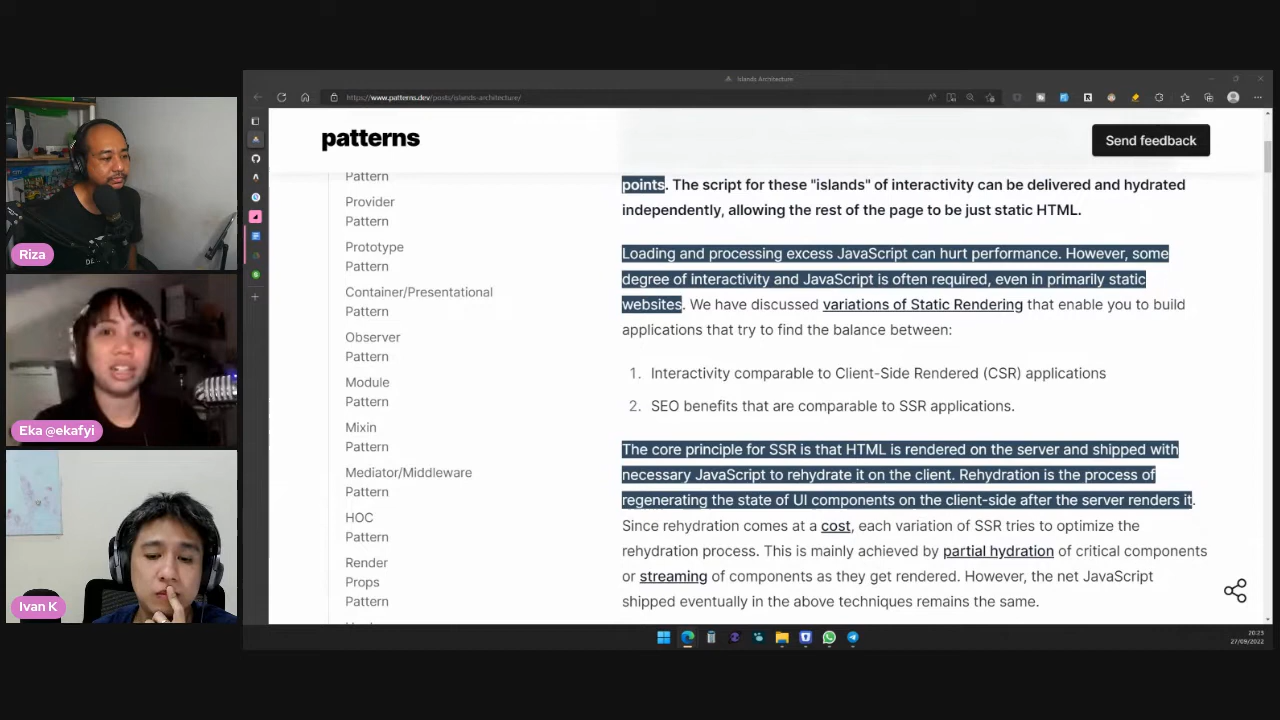 Islands Architecture
https://www.patterns.dev/posts/islands-architecture/
patterns
Send feedback
Pattern
Provider
Pattern
Prototype
Pattern
Container/Presentational
Pattern
Observer
Pattern
Module
Pattern
Mixin
Pattern
Mediator/Middleware
Pattern
HOC
Pattern
Render
Props
Pattern
points. The script for these "islands" of interactivity can be delivered and hydrated
independently, allowing the rest of the page to be just static HTML.
Loading and processing excess JavaScript can hurt performance. However, some
degree of interactivity and JavaScript is often required, even in primarily static
websites. We have discussed variations of Static Rendering that enable you to build
applications that try to find the balance between:
1. Interactivity comparable to Client-Side Rendered (CSR) applications
2. SEO benefits that are comparable to SSR applications.
The core principle for SSR is that HTML is rendered on the server and shipped with
necessary JavaScript to rehydrate it on the client. Rehydration is the process of
regenerating the state of UI components on the client-side after the server renders it.
Since rehydration comes at a cost, each variation of SSR tries to optimize the
rehydration process. This is mainly achieved by partial hydration of critical components
or streaming of components as they get rendered. However, the net JavaScript
shipped eventually in the above techniques remains the same.
Riza
Eka @ekafyi
Ivan K
20:23
27/09/2022